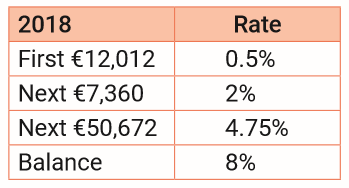 2018 Rate
First €12,012 0.5%
Next €7,360 2%
Next €50,672 4.75%
Balance 8%